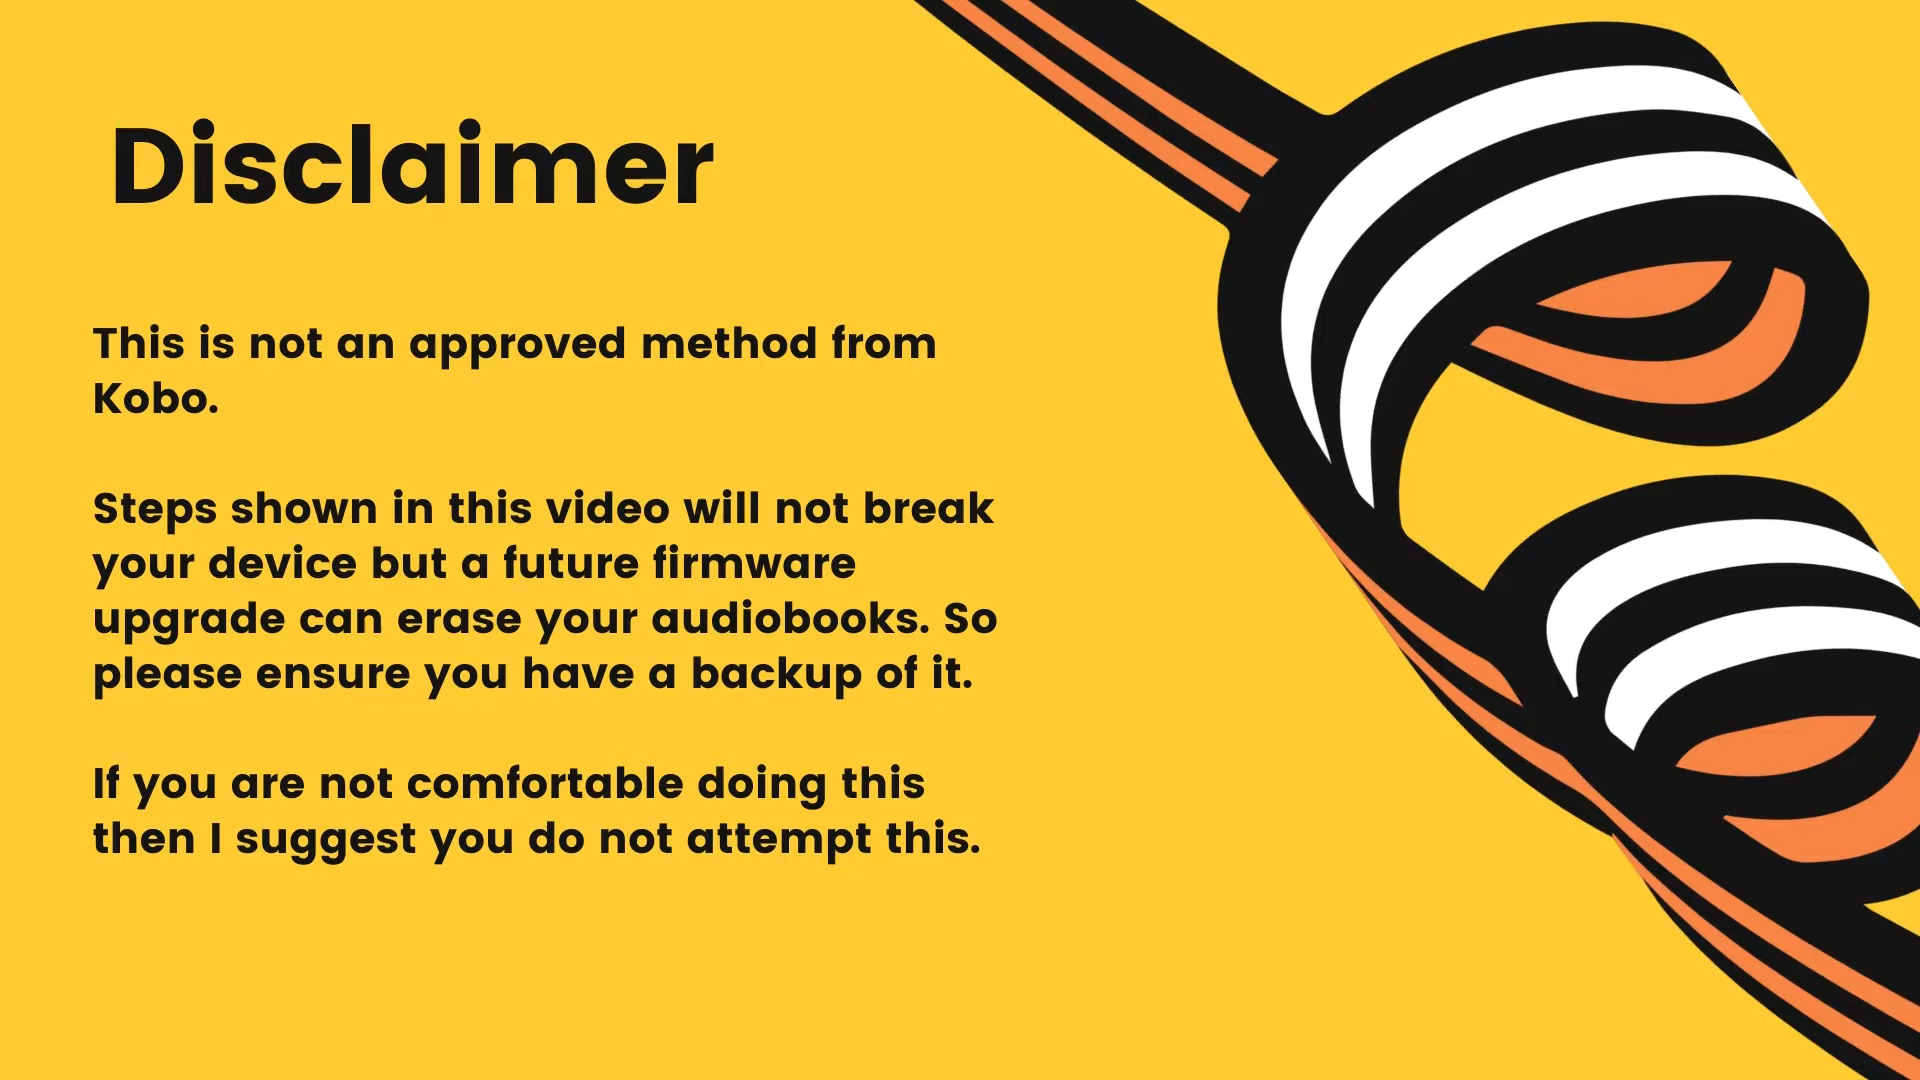 Disclaimer
This is not an approved method from
Kobo.
Steps shown in this video will not break
your device but a future firmware
upgrade can erase your audiobooks. So
please ensure you have a backup of it.
If you are not comfortable doing this
then I suggest you do not attempt this.